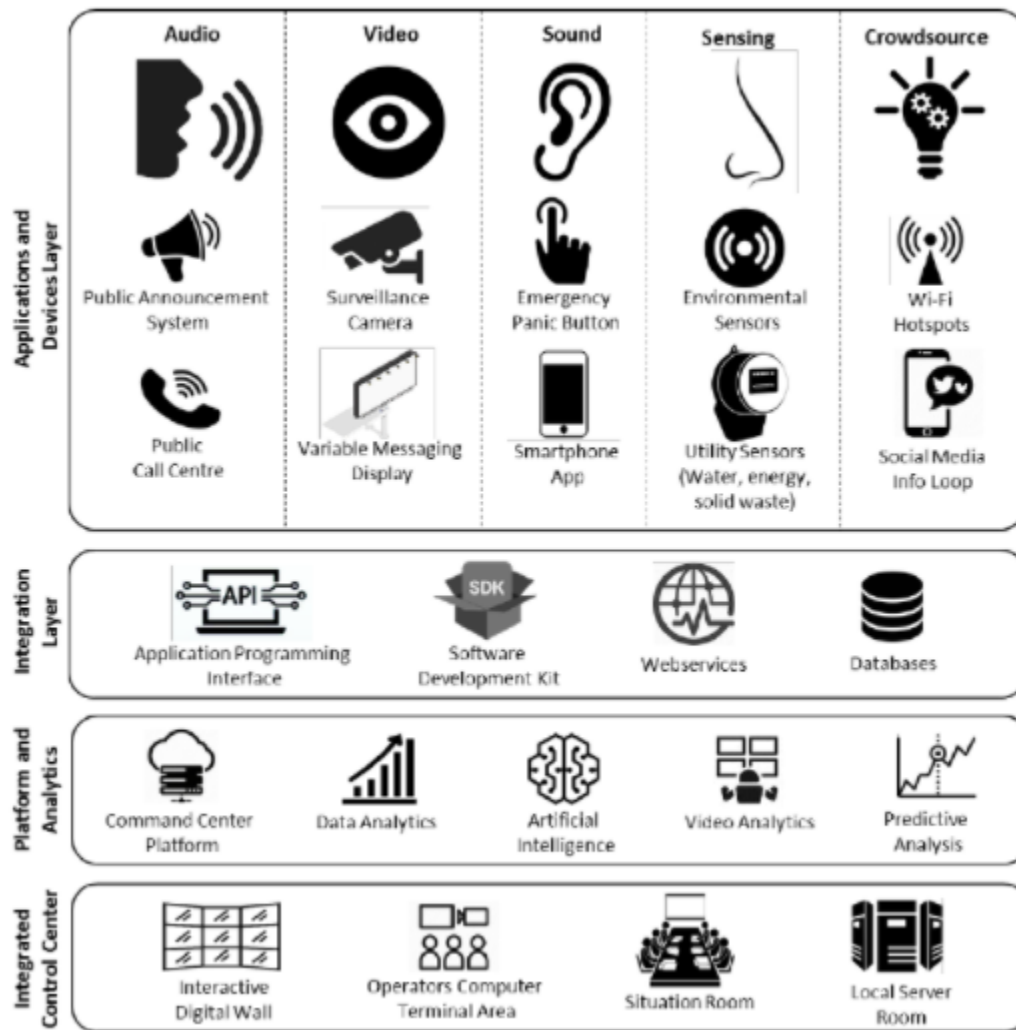 Audio
Video
Sound
Sensing
Crowdsource
Applications and
Devices Layer
Public Announcement
System
Surveillance
Camera
Emergency
Panic Button
Environmental
Sensors
Wi-Fi
Hotspots
Public
Call Centre
Variable Messaging
Display
Smartphone
App
Utility Sensors
(Water, energy,
solid waste)
Social Media
Info Loop
Integration
Layer
API
Application Programming
Interface
SDK
Software
Development Kit
Webservices
Databases
Platform and
Analytics
Command Center
Platform
Data Analytics
Artificial
Intelligence
Video Analytics
Predictive
Analysis
Integrated
Control Center
Interactive
Digital Wall
Operators Computer
Terminal Area
Situation Room
Local Server
Room